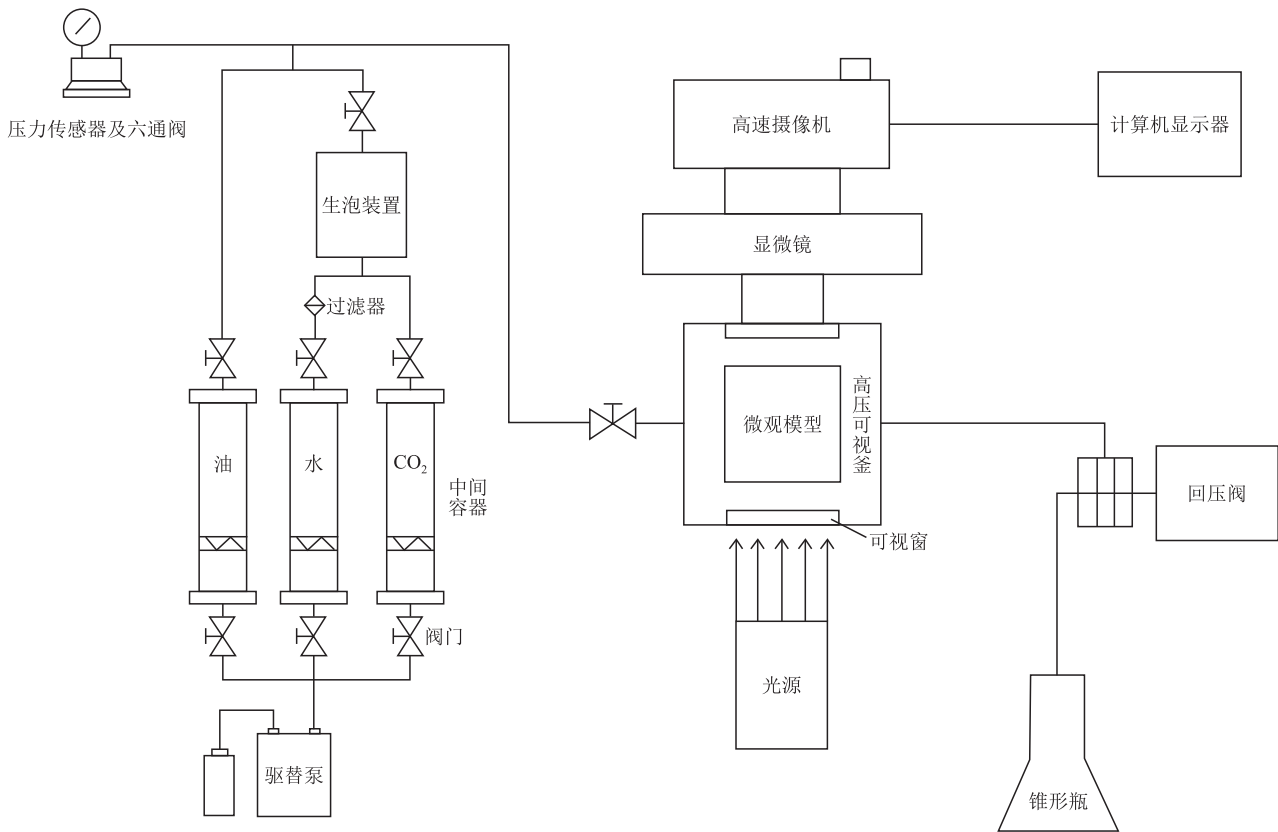 压力传感器及六通阀
高速摄像机
计算机显示器
生泡装置
显微镜
过滤器
微观模型
高压可视釜
油
水
CO₂
中间
容器
回压阀
可视窗
阀门
光源
驱替泵
锥形瓶